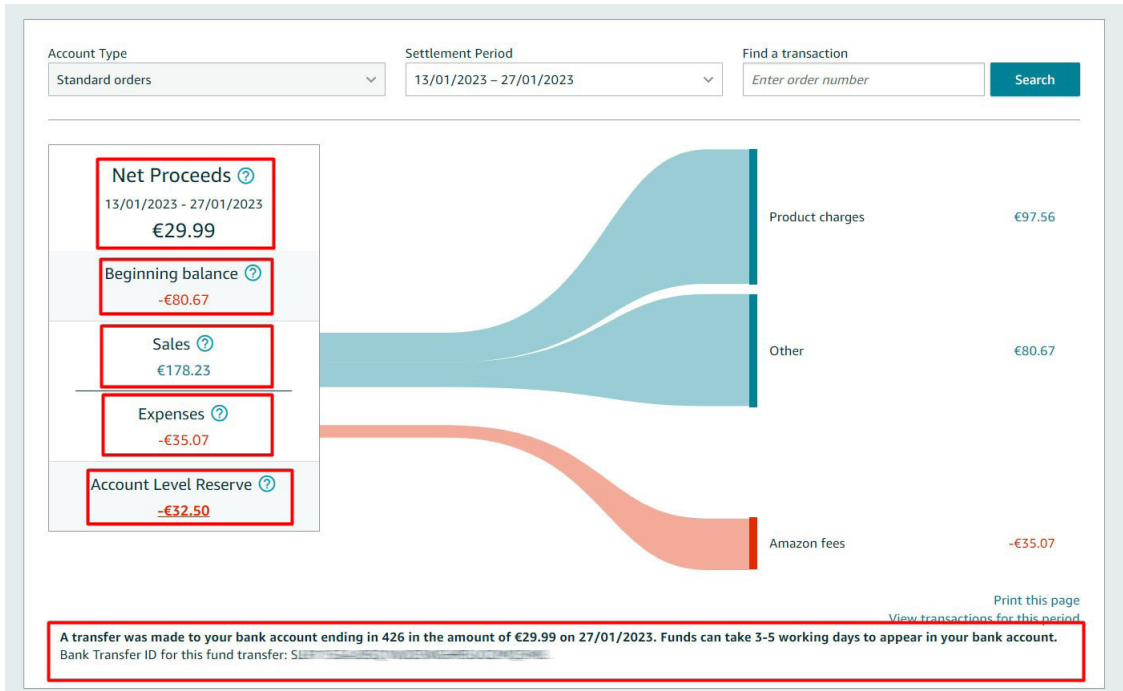 Account Type
Settlement Period
Find a transaction
Standard orders
13/01/2023 – 27/01/2023
Enter order number
Search
Net Proceeds ?
13/01/2023 - 27/01/2023
€29.99
Beginning balance ?
-€80.67
Sales ?
€178.23
Expenses ?
-€35.07
Account Level Reserve ?
-€32.50
Product charges €97.56
Other €80.67
Amazon fees -€35.07
Print this page
View transactions for this period
A transfer was made to your bank account ending in 426 in the amount of €29.99 on 27/01/2023. Funds can take 3-5 working days to appear in your bank account.
Bank Transfer ID for this fund transfer: